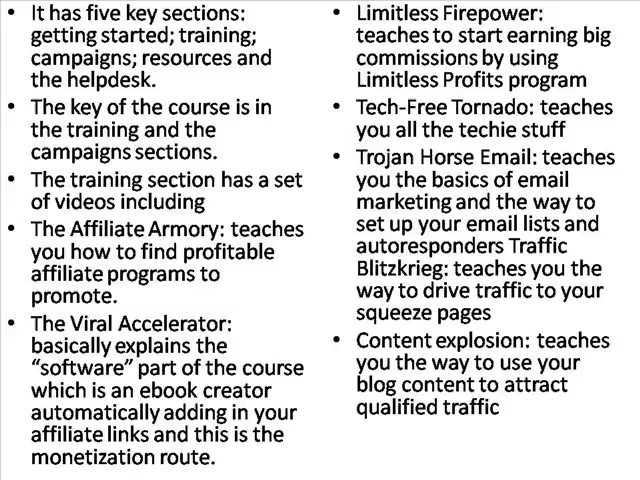 • It has five key sections:
getting started; training;
campaigns; resources and
the helpdesk.
• The key of the course is in
the training and the
campaigns sections.
• The training section has a set
of videos including
• The Affiliate Armory: teaches
you how to find profitable
affiliate programs to
promote.
• The Viral Accelerator:
basically explains the
“software” part of the course
which is an ebook creator
automatically adding in your
affiliate links and this is the
monetization route.
• Limitless Firepower:
teaches to start earning big
commissions by using
Limitless Profits program
• Tech-Free Tornado: teaches
you all the techie stuff
• Trojan Horse Email: teaches
you the basics of email
marketing and the way to
set up your email lists and
autoresponders Traffic
Blitzkrieg: teaches you the
way to drive traffic to your
squeeze pages
• Content explosion: teaches
you the way to use your
blog content to attract
qualified traffic